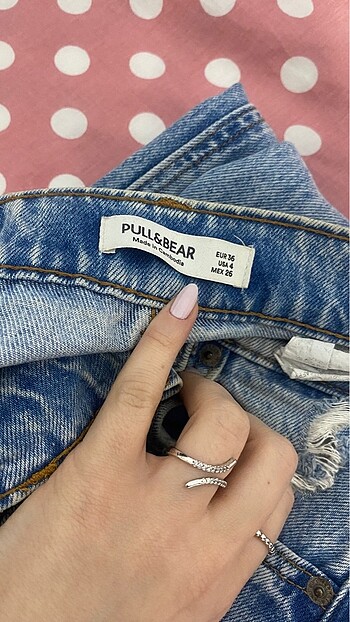 PULL&BEAR
Made in Cambodia
EUR 36
USA 4
MEX 26